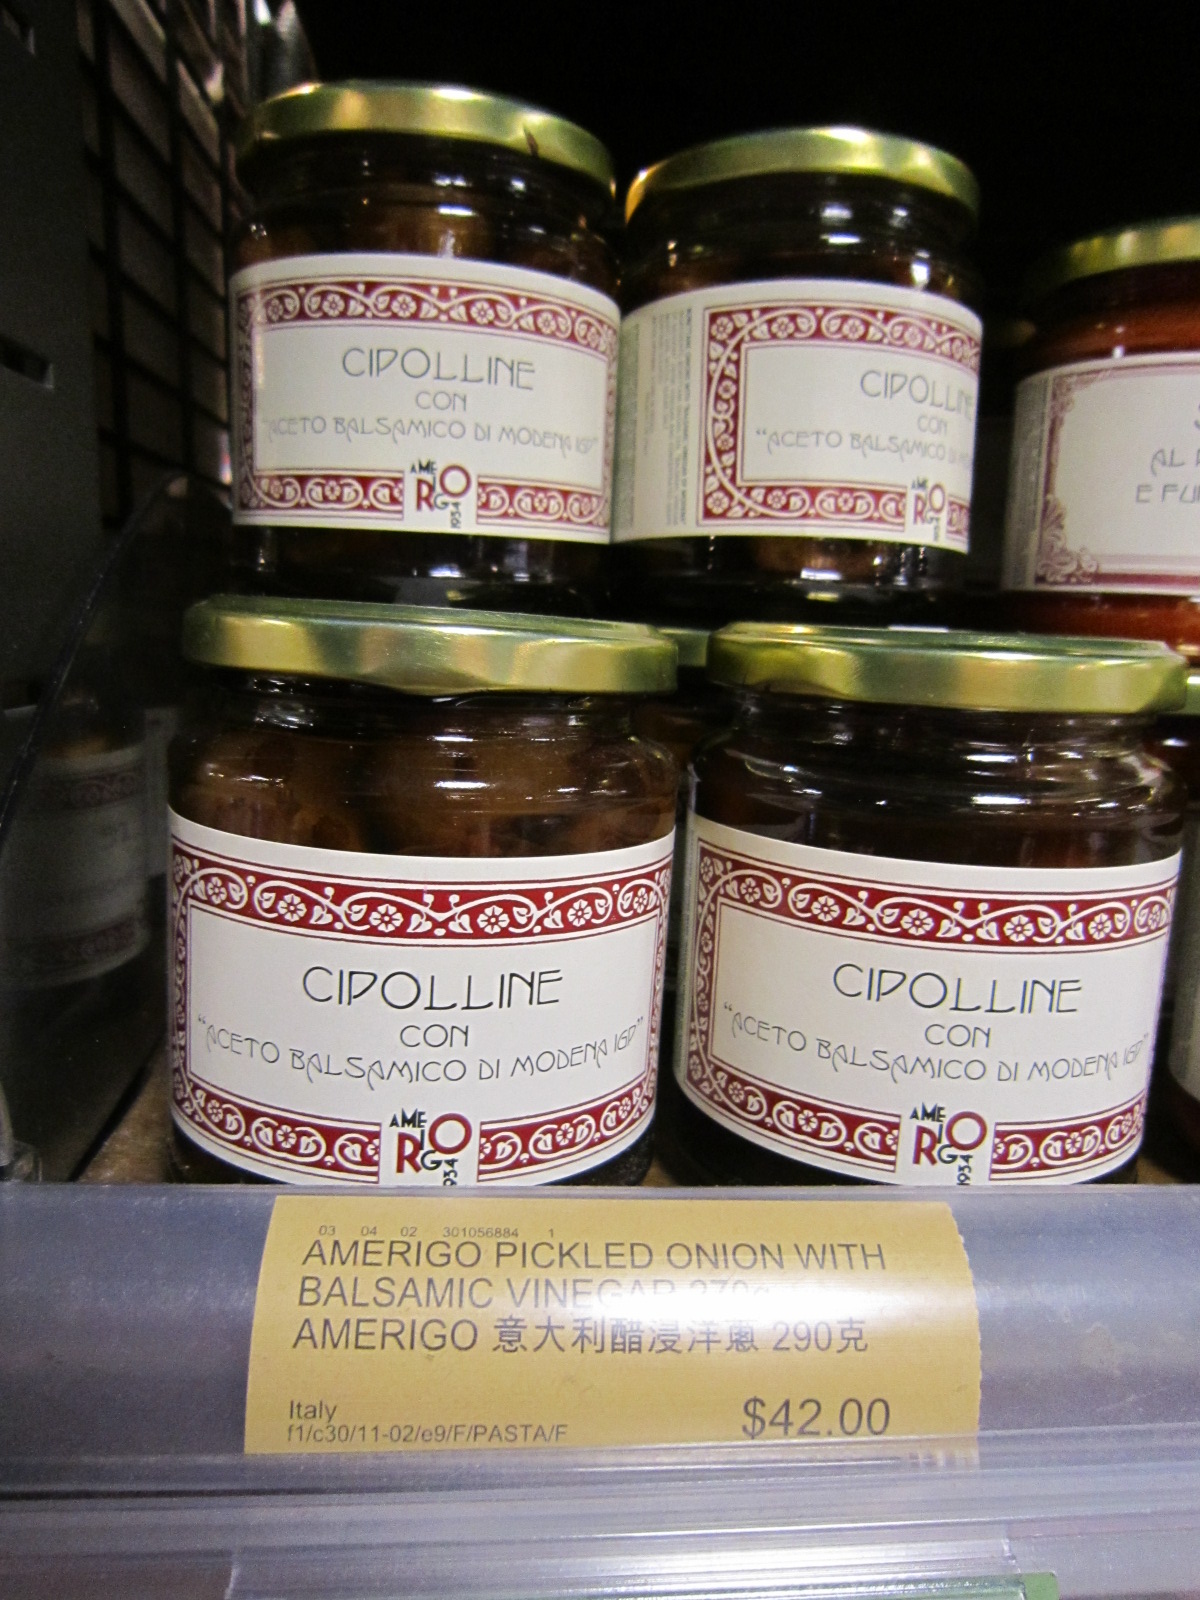 CIPOLLINE
CON
"ACETO BALSAMICO DI MODENA IGP"
AMERIGO
1934
CIPOLLINE
CON
"ACETO BALSAMICO DI
AMERIGO
AL
E
CIPOLLINE
CON
"ACETO BALSAMICO DI MODENA IGP"
AMERIGO
1934
CIPOLLINE
CON
"ACETO BALSAMICO DI MODENA IGP"
AMERIGO
1934
03 04 02 301056884 1
AMERIGO PICKLED ONION WITH
BALSAMIC VINEGAR
AMERIGO 意大利醋浸洋蔥 290克
Italy
f1/c30/11-02/e9/F/PASTA/F
$42.00